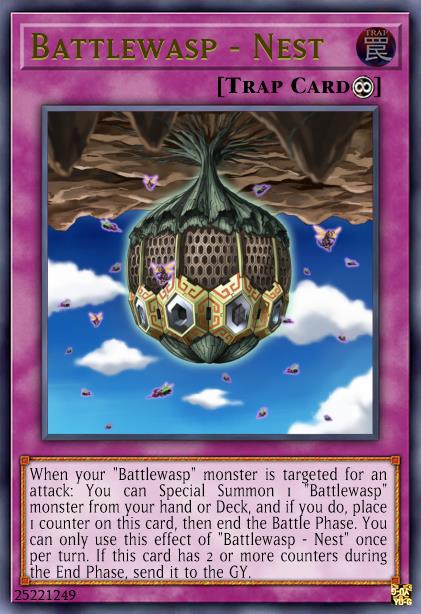 Battlewasp - Nest
TRAP
罠
[Trap Card]
When your "Battlewasp" monster is targeted for an
attack: You can Special Summon 1 "Battlewasp"
monster from your hand or Deck, and if you do, place
1 counter on this card, then end the Battle Phase. You
can only use this effect of "Battlewasp - Nest" once
per turn. If this card has 2 or more counters during
the End Phase, send it to the GY.
25221249